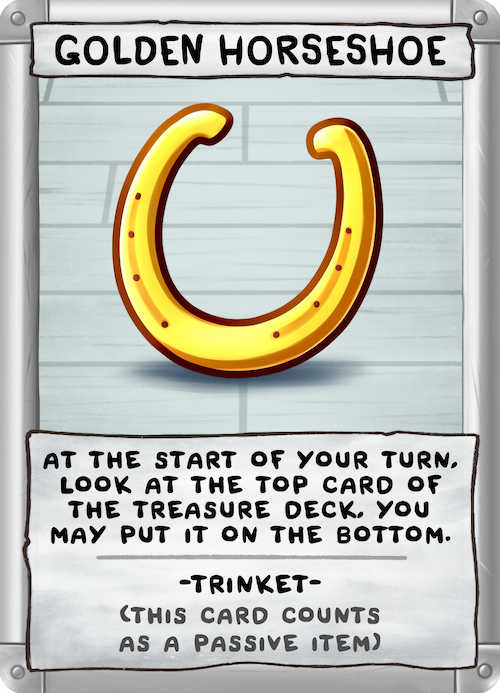 GOLDEN HORSESHOE
AT THE START OF YOUR TURN,
LOOK AT THE TOP CARD OF
THE TREASURE DECK. YOU
MAY PUT IT ON THE BOTTOM.
-TRINKET-
(THIS CARD COUNTS
AS A PASSIVE ITEM)